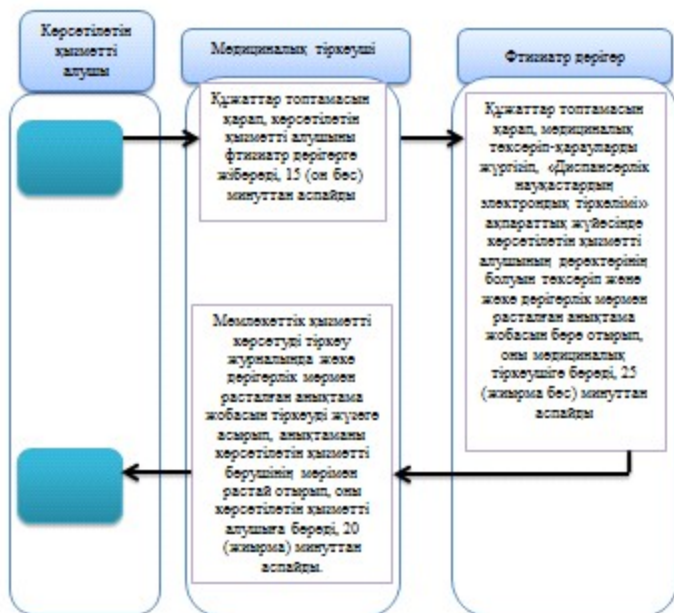 Көрсетілетін
қызметті
алушы
Медициналық тіркеуші
Фтизиатр дәрігер
Құжаттар топтамасын
қарап, көрсетілетін
қызметті алушыны
фтизиатр дәрігерге
жібереді, 15 (он бес)
минуттан аспайды
Құжаттар топтамасын
қарап, медициналық
тексеріп-қарауларды
жүргізіп, «Диспансерлік
науқастардың
электрондық тіркелімі»
ақпараттық жүйесінде
көрсетілетін қызметті
алушының деректерінің
болуын тексеріп және
жеке дәрігерлік мөрмен
расталған анықтама
жобасын бере отырып,
оны медициналық
тіркеушіге береді, 25
(жиырма бес) минуттан
аспайды
Мемлекеттік қызметті
көрсетуді тіркеу
журналында жеке
дәрігерлік мөрмен
расталған анықтама
жобасын тіркеуді жүзеге
асырып, анықтаманы
көрсетілетін қызметті
берушінің мөрімен
растай отырып, оны
көрсетілетін қызметті
алушыға береді, 20
(жиырма) минуттан
аспайды.